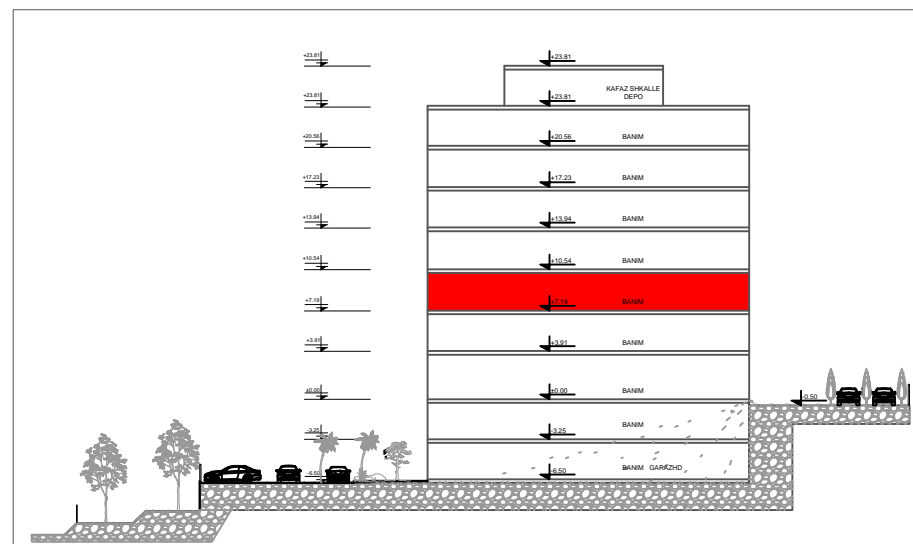 +23.81
+23.81
+23.81
KAFAZ SHKALLE
DEPO
+23.81
+20.56
+20.56 BANIM
+17.23
+17.23 BANIM
+13.94
+13.94 BANIM
+10.54
+10.54 BANIM
+7.19
+7.19 BANIM
+3.91
+3.91 BANIM
±0.00
±0.00 BANIM
-0.50
-3.25
-3.25 BANIM
-6.50
-6.50 BANIM GARAZHD